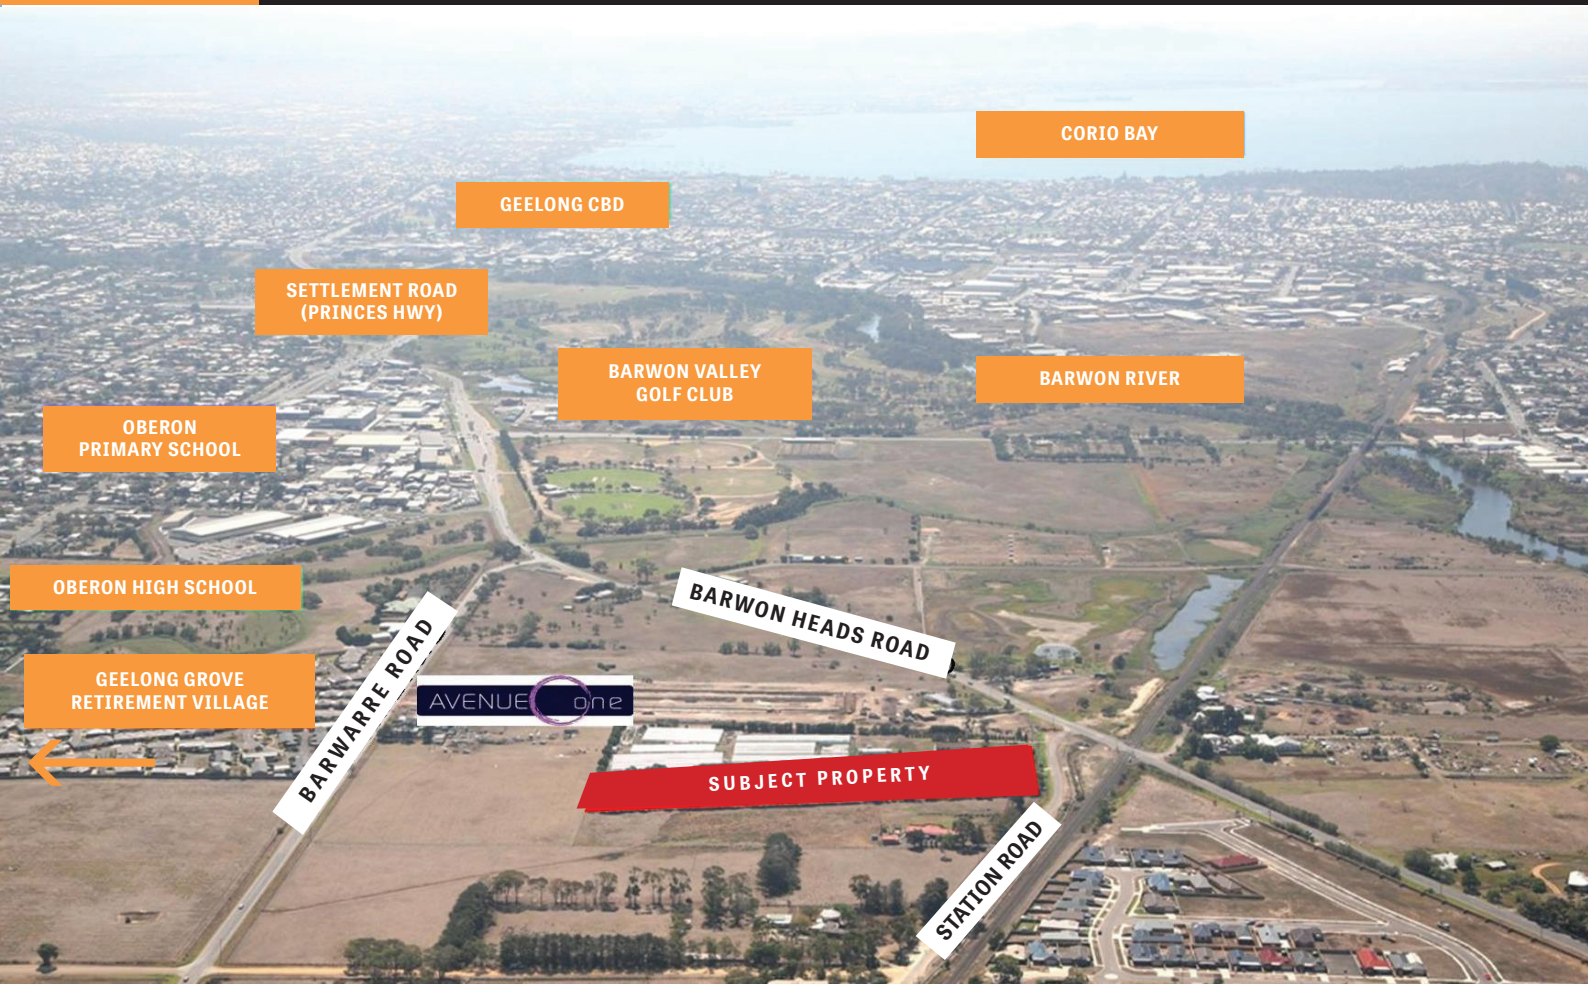 CORIO BAY
GEELONG CBD
SETTLEMENT ROAD
(PRINCES HWY)
BARWON VALLEY
GOLF CLUB
BARWON RIVER
OBERON
PRIMARY SCHOOL
OBERON HIGH SCHOOL
BARWON HEADS ROAD
GEELONG GROVE
RETIREMENT VILLAGE
BARWARRE ROAD
AVENUE One
SUBJECT PROPERTY
STATION ROAD